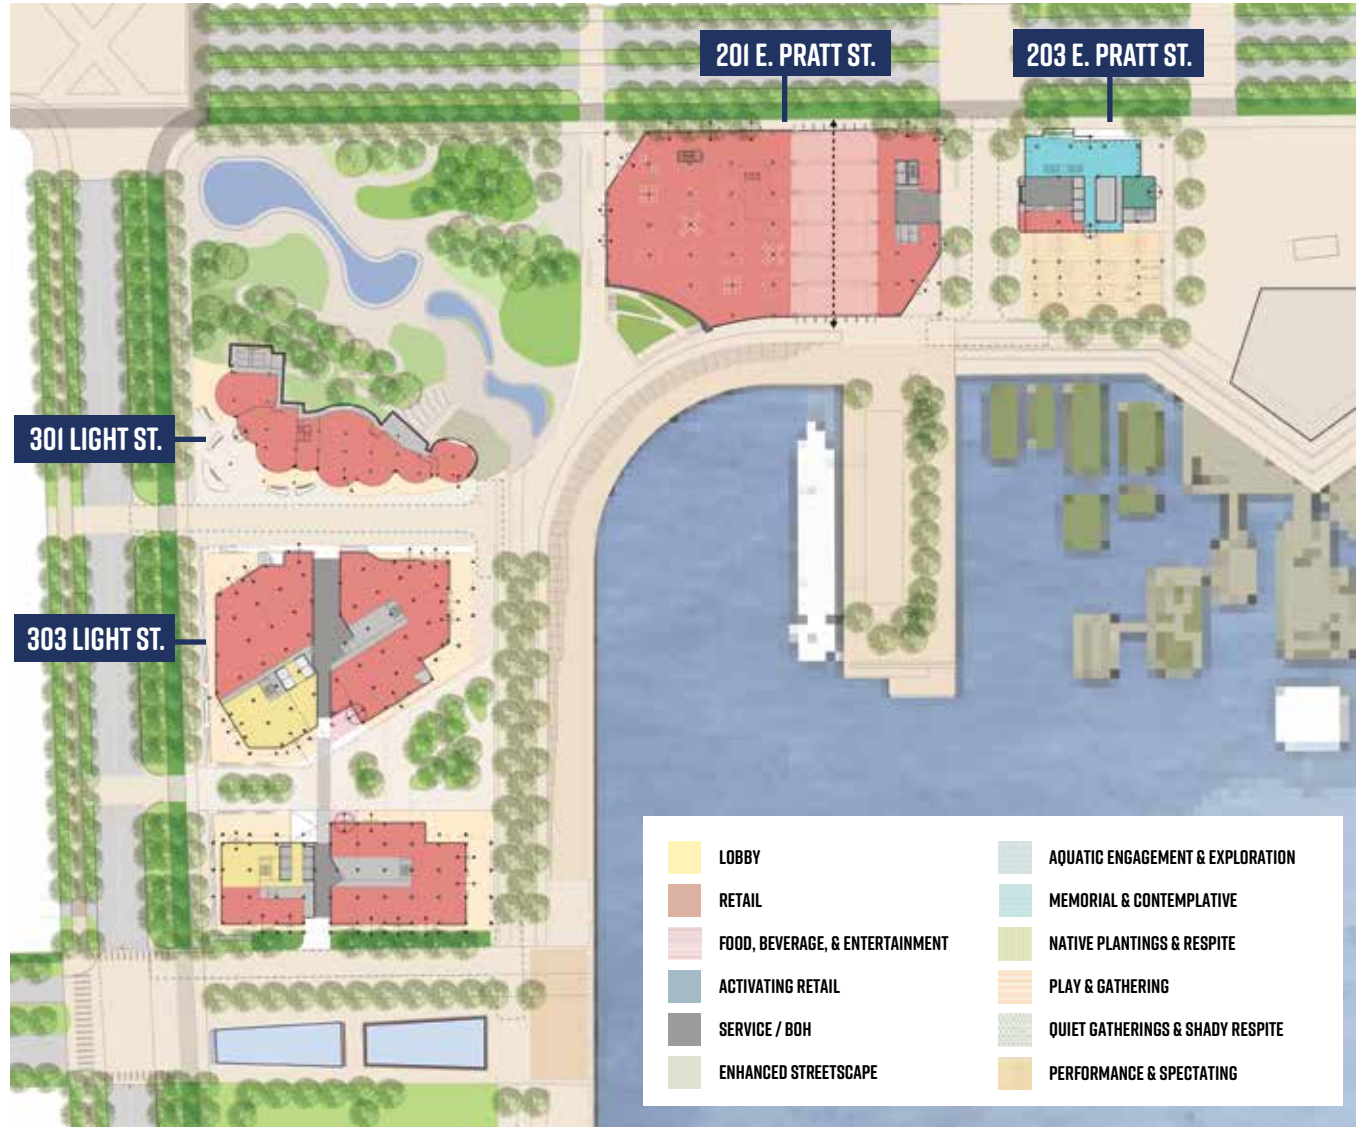 201 E. PRATT ST.
203 E. PRATT ST.
301 LIGHT ST.
303 LIGHT ST.
LOBBY
RETAIL
FOOD, BEVERAGE, & ENTERTAINMENT
ACTIVATING RETAIL
SERVICE / BOH
ENHANCED STREETSCAPE
AQUATIC ENGAGEMENT & EXPLORATION
MEMORIAL & CONTEMPLATIVE
NATIVE PLANTINGS & RESPITE
PLAY & GATHERING
QUIET GATHERINGS & SHADY RESPITE
PERFORMANCE & SPECTATING